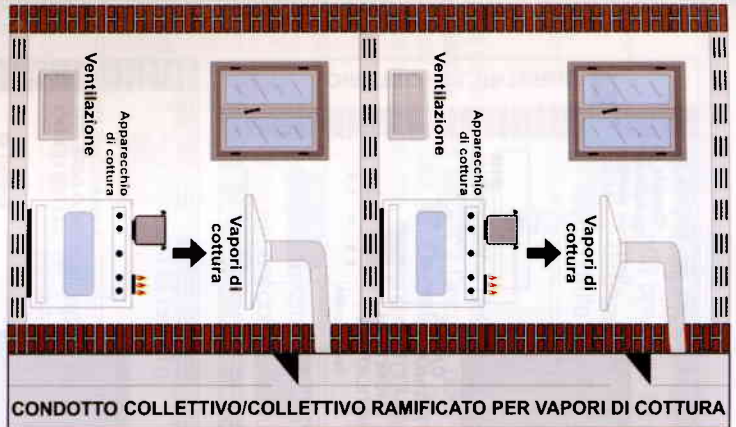 Ventilazione
Apparecchio
di cottura
Vapori di
cottura
Ventilazione
Apparecchio
di cottura
Vapori di
cottura
CONDOTTO COLLETTIVO/COLLETTIVO RAMIFICATO PER VAPORI DI COTTURA